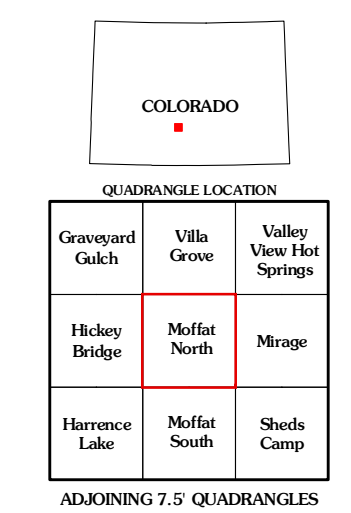 COLORADO
QUADRANGLE LOCATION
Graveyard
Gulch
Villa
Grove
Valley
View Hot
Springs
Hickey
Bridge
Moffat
North
Mirage
Harrence
Lake
Moffat
South
Sheds
Camp
ADJOINING 7.5' QUADRANGLES